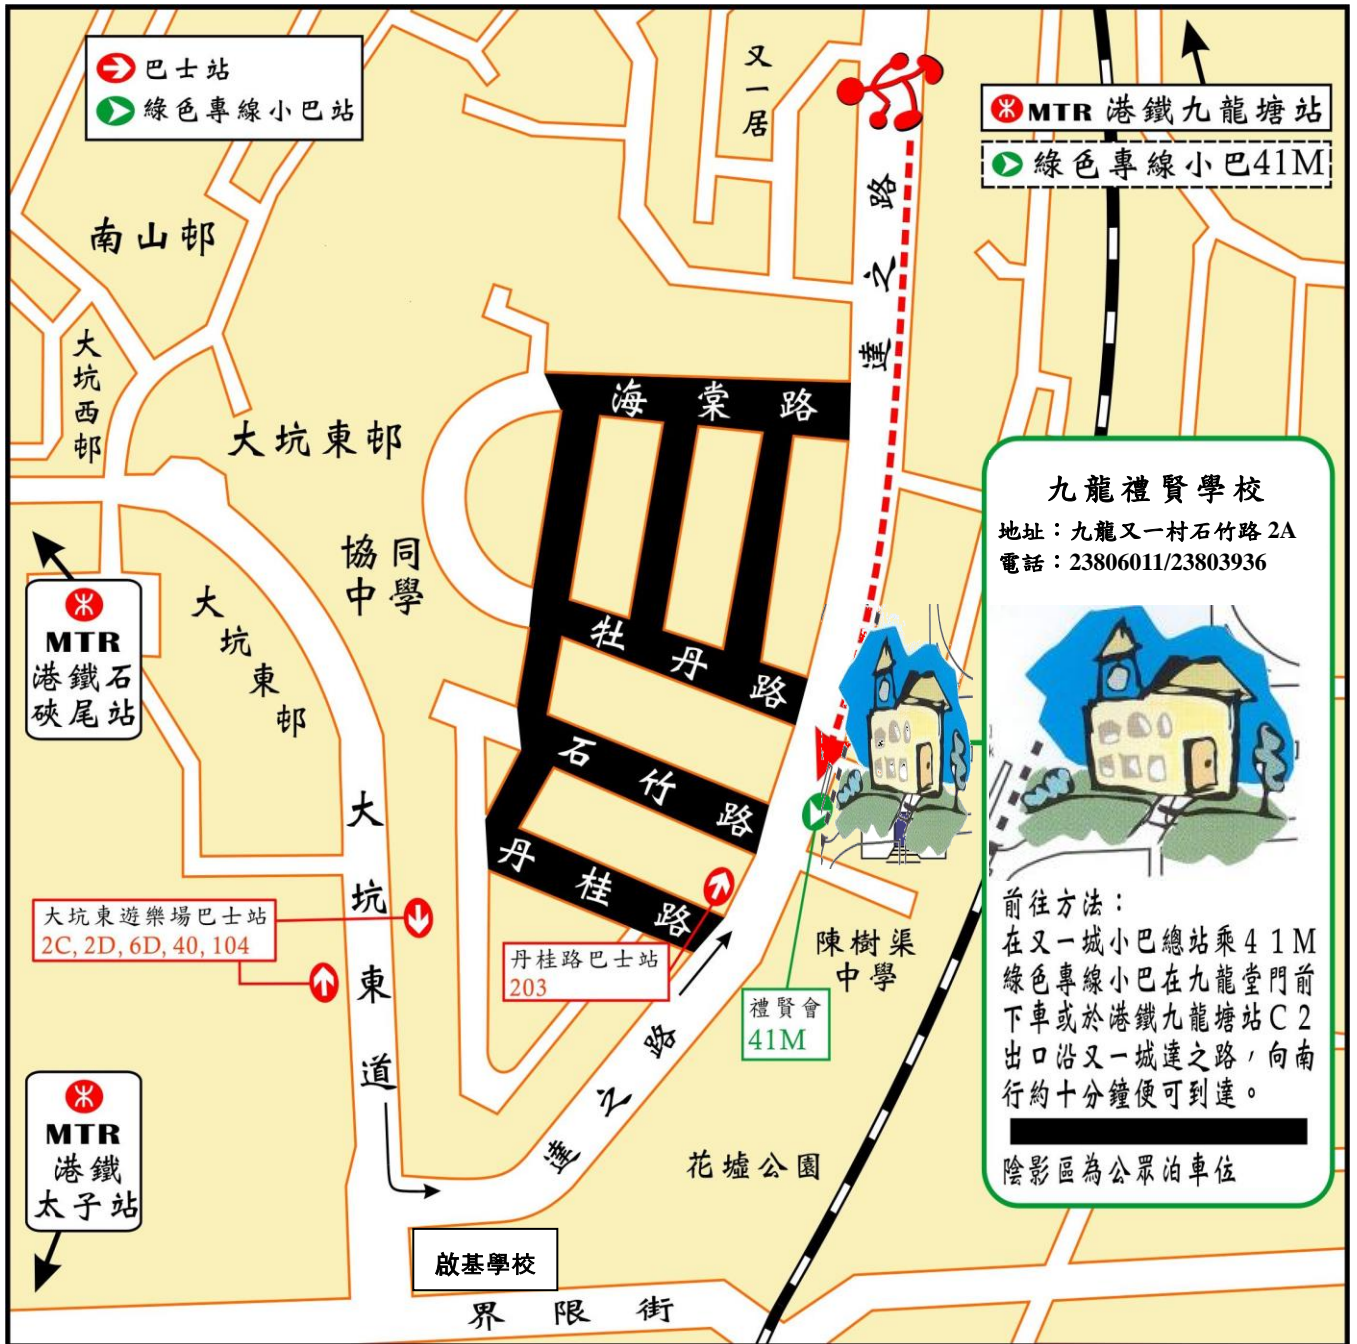 巴士站
綠色專線小巴站
又一居
MTR 港鐵九龍塘站
綠色專線小巴41M
南山邨
達之路
大坑西邨
大坑東邨
海棠路
協同
中學
MTR
港鐵石
硤尾站
大坑東邨
牡丹路
石竹路
丹桂路
大坑東道
大坑東遊樂場巴士站
2C, 2D, 6D, 40, 104
丹桂路巴士站
203
禮賢會
41M
陳樹渠
中學
達之路
花墟公園
MTR
港鐵
太子站
啟基學校
界限街
九龍禮賢學校
地址：九龍又一村石竹路 2A
電話：23806011/23803936
前往方法：
在又一城小巴總站乘４１M
綠色專線小巴在九龍堂門前
下車或於港鐵九龍塘站C2
出口沿又一城達之路，向南
行約十分鐘便可到達。
陰影區為公眾泊車位